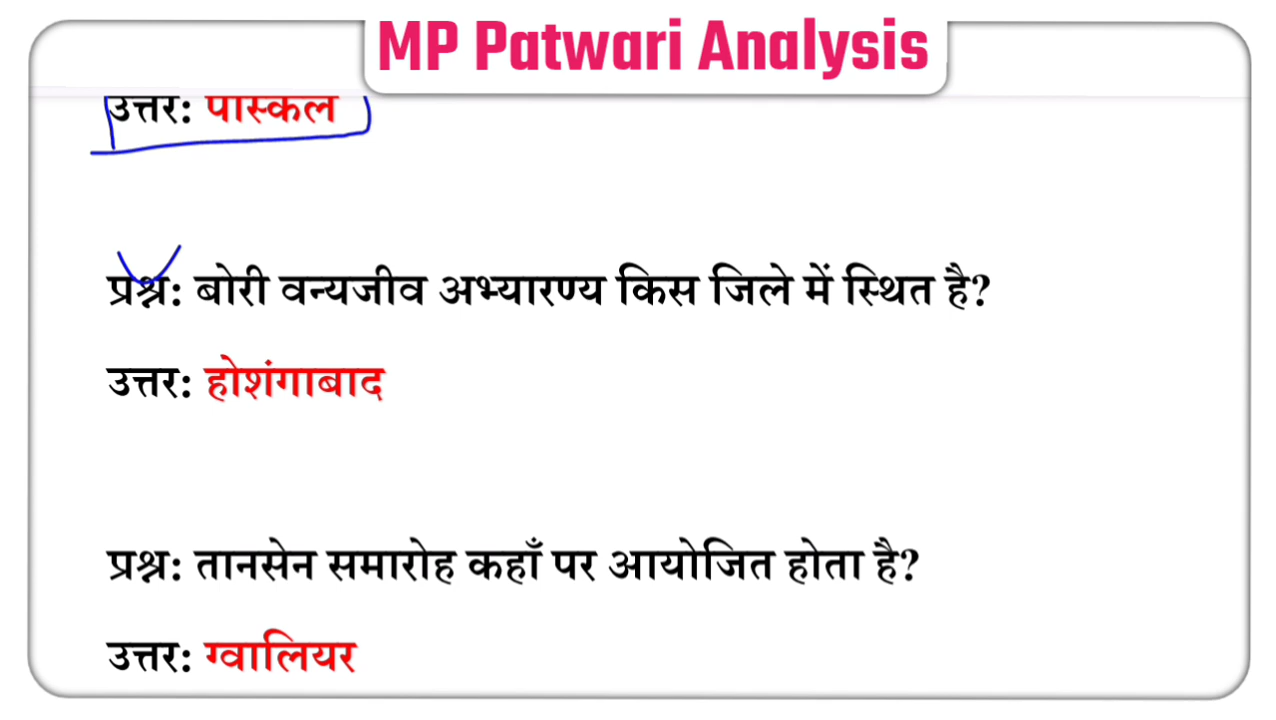 MP Patwari Analysis
उत्तर: पास्कल
प्रश्न: बोरी वन्यजीव अभ्यारण्य किस जिले में स्थित है?
उत्तर: होशंगाबाद
प्रश्न: तानसेन समारोह कहाँ पर आयोजित होता है?
उत्तर: ग्वालियर